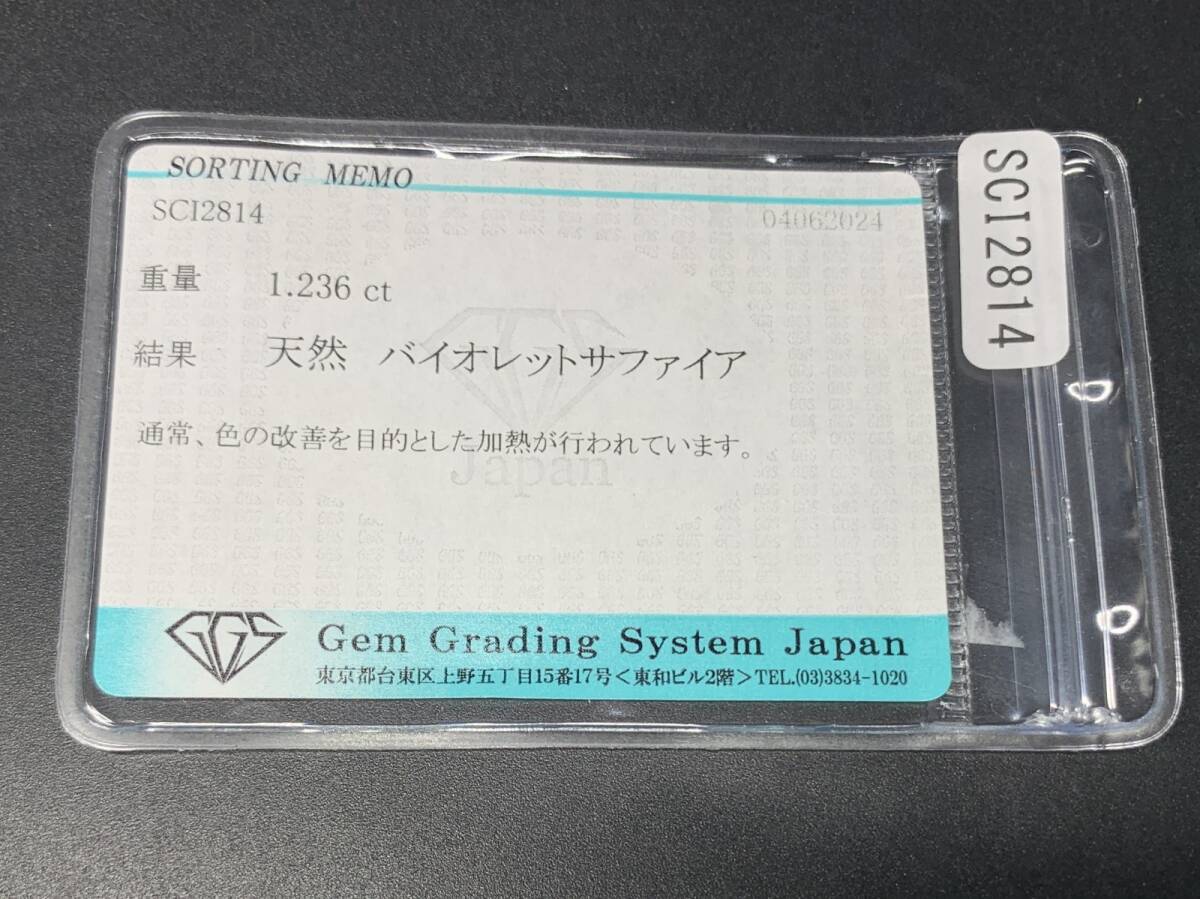 SORTING MEMO
SCI2814 04062024
重量 1.236 ct
結果 天然 バイオレットサファイア
通常、色の改善を目的とした加熱が行われています。
Japan
GGS Gem Grading System Japan
東京都台東区上野五丁目15番17号<東和ビル2階>TEL.(03)3834-1020
SCI2814